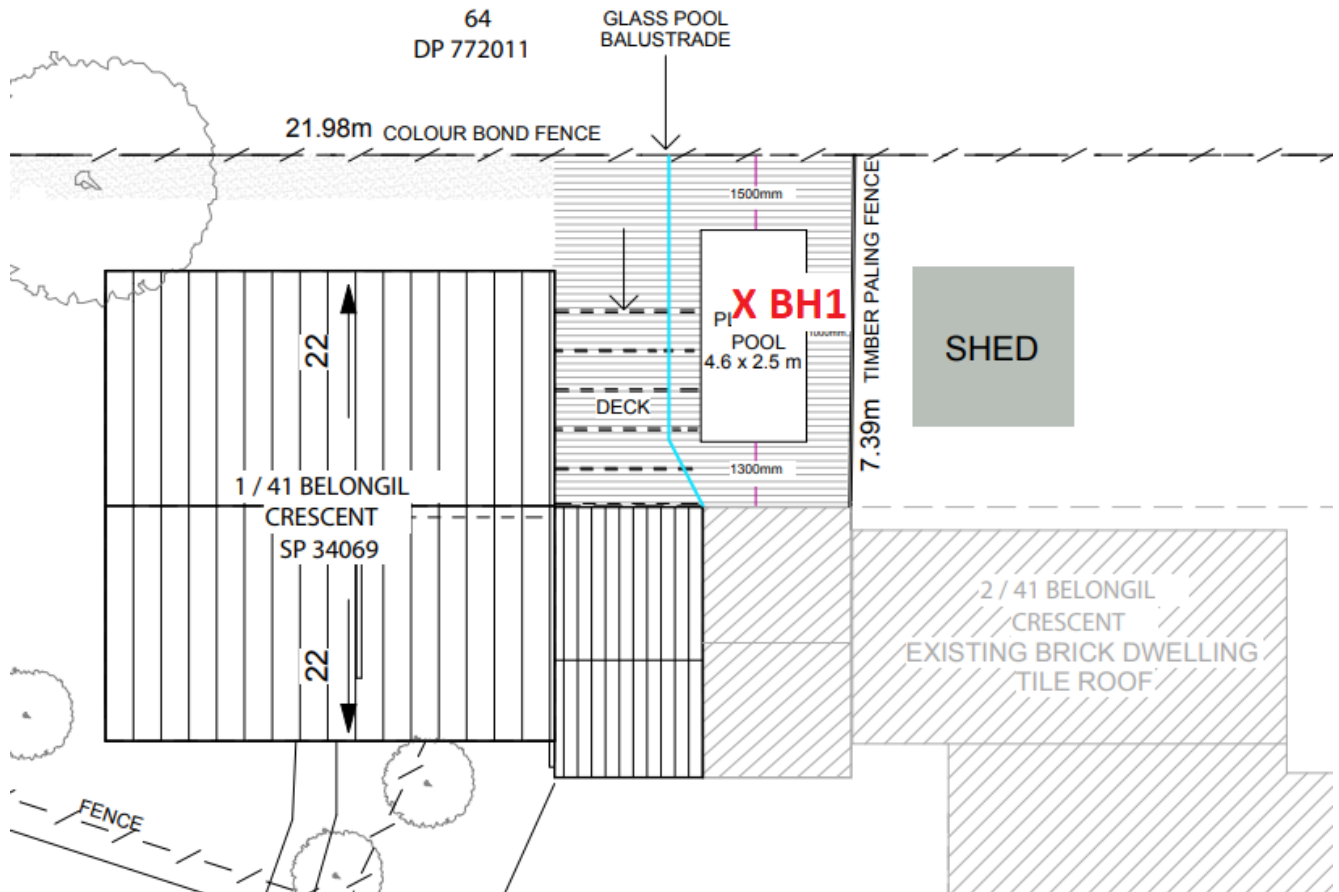 64
DP 772011
GLASS POOL
BALUSTRADE
21.98m COLOUR BOND FENCE
1500mm
TIMBER PALING FENCE
7.39m
X BH1
POOL
4.6 x 2.5 m
1000mm
SHED
DECK
1300mm
22
22
1 / 41 BELONGIL
CRESCENT
SP 34069
2 / 41 BELONGIL
CRESCENT
EXISTING BRICK DWELLING
TILE ROOF
FENCE